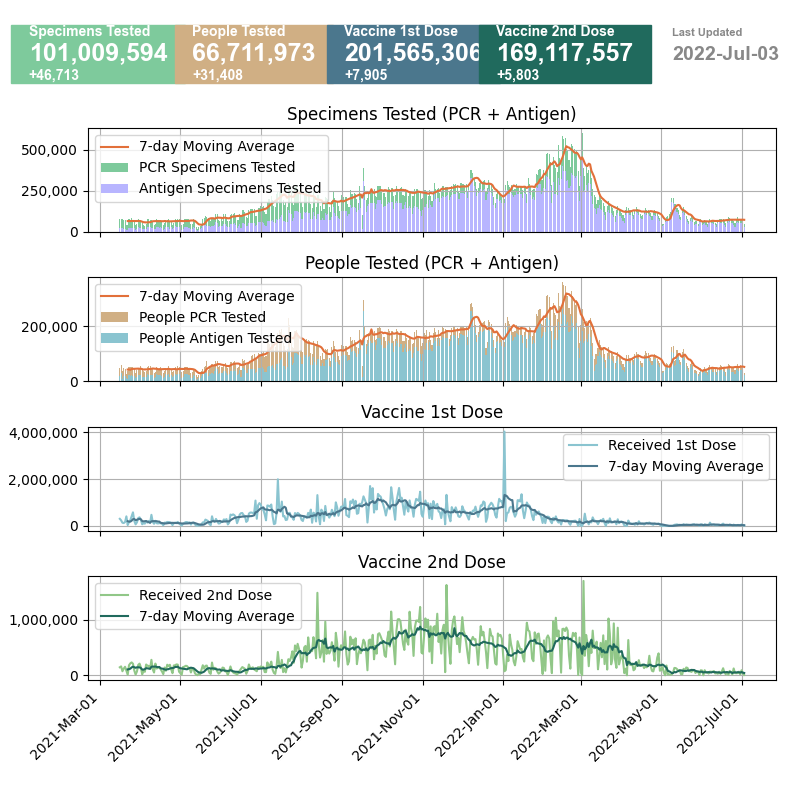 Specimens Tested
101,009,594
+46,713
People Tested
66,711,973
+31,408
Vaccine 1st Dose
201,565,306
+7,905
Vaccine 2nd Dose
169,117,557
+5,803
Last Updated
2022-Jul-03
Specimens Tested (PCR + Antigen)
7-day Moving Average
PCR Specimens Tested
Antigen Specimens Tested
500,000
250,000
0
People Tested (PCR + Antigen)
7-day Moving Average
People PCR Tested
People Antigen Tested
200,000
0
Vaccine 1st Dose
Received 1st Dose
7-day Moving Average
4,000,000
2,000,000
0
Vaccine 2nd Dose
Received 2nd Dose
7-day Moving Average
1,000,000
0
2021-Mar-01
2021-May-01
2021-Jul-01
2021-Sep-01
2021-Nov-01
2022-Jan-01
2022-Mar-01
2022-May-01
2022-Jul-01